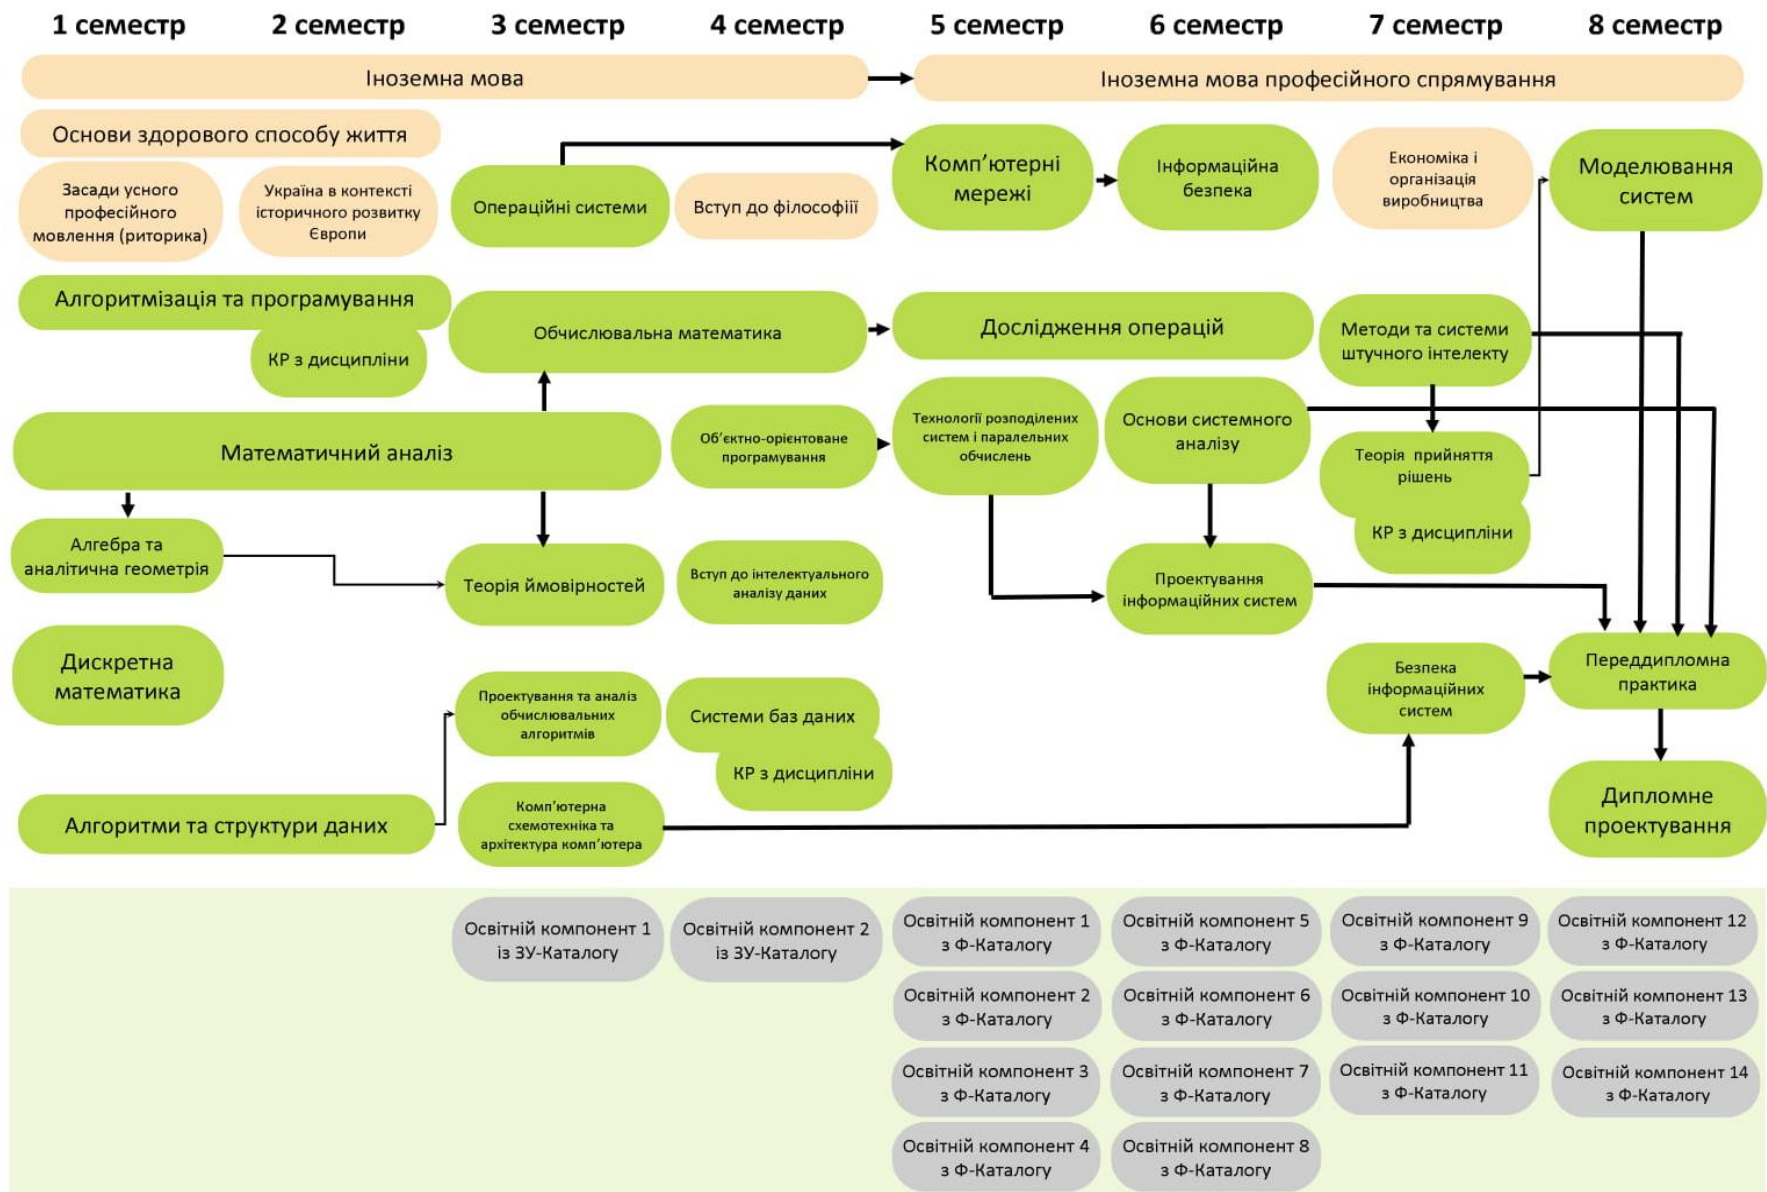 1 семестр
2 семестр
3 семестр
4 семестр
5 семестр
6 семестр
7 семестр
8 семестр
Іноземна мова
Іноземна мова професійного спрямування
Основи здорового способу життя
Засади усного
професійного
мовлення (риторика)
Україна в контексті
історичного розвитку
Європи
Операційні системи
Вступ до філософіії
Комп’ютерні
мережі
Інформаційна
безпека
Економіка і
організація
виробництва
Моделювання
систем
Алгоритмізація та програмування
КР з дисципліни
Обчислювальна математика
Дослідження операцій
Методи та системи
штучного інтелекту
Математичний аналіз
Об’єктно-орієнтоване
програмування
Технології розподілених
систем і паралельних
обчислень
Основи системного
аналізу
Теорія прийняття
рішень
КР з дисципліни
Алгебра та
аналітична геометрія
Теорія ймовірностей
Вступ до інтелектуального
аналізу даних
Проектування
інформаційних систем
Дискретна
математика
Проектування та аналіз
обчислювальних
алгоритмів
Системи баз даних
КР з дисципліни
Безпека
інформаційних
систем
Переддипломна
практика
Алгоритми та структури даних
Комп’ютерна
схемотехніка та
архітектура комп’ютера
Дипломне
проектування
Освітній компонент 1
із ЗУ-Каталогу
Освітній компонент 2
із ЗУ-Каталогу
Освітній компонент 1
з Ф-Каталогу
Освітній компонент 5
з Ф-Каталогу
Освітній компонент 9
з Ф-Каталогу
Освітній компонент 12
з Ф-Каталогу
Освітній компонент 2
з Ф-Каталогу
Освітній компонент 6
з Ф-Каталогу
Освітній компонент 10
з Ф-Каталогу
Освітній компонент 13
з Ф-Каталогу
Освітній компонент 3
з Ф-Каталогу
Освітній компонент 7
з Ф-Каталогу
Освітній компонент 11
з Ф-Каталогу
Освітній компонент 14
з Ф-Каталогу
Освітній компонент 4
з Ф-Каталогу
Освітній компонент 8
з Ф-Каталогу